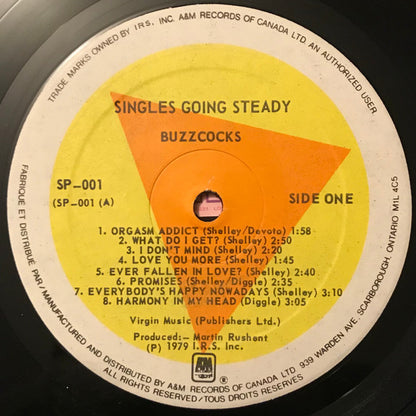 TRADE MARKS OWNED BY I.R.S. INC. A&M RECORDS OF CANADA LTD AN AUTHORIZED USER
SINGLES GOING STEADY
BUZZCOCKS
SP-001
(SP-001 (A)
SIDE ONE
1. ORGASM ADDICT (Shelley/Devoto) 1:58
2. WHAT DO I GET? (Shelley) 2:50
3. I DON'T MIND (Shelley) 2:20
4. LOVE YOU MORE (Shelley)
5. EVER FALLEN IN LOVE? (Shelley) 2:40
6. PROMISES (Shelley/Diggle) 2:35
7. EVERYBODY'S HAPPY NOWADAYS (Shelley) 3:10
8. HARMONY IN MY HEAD (Diggle) 3:05
Virgin Music (Publishers Ltd.)
Produced:- Martin Rushent
(P) 1979 I.R.S. Inc.
A&M
®
FABRIQUE ET DISTRIBUE PAR/MANUFACTURED AND DISTRIBUTED BY A&M RECORDS OF CANADA LTD 939 WARDEN AVE. SCARBOROUGH, ONTARIO M1L 4C5
ALL RIGHTS RESERVED/TOUS DROITS RESERVES